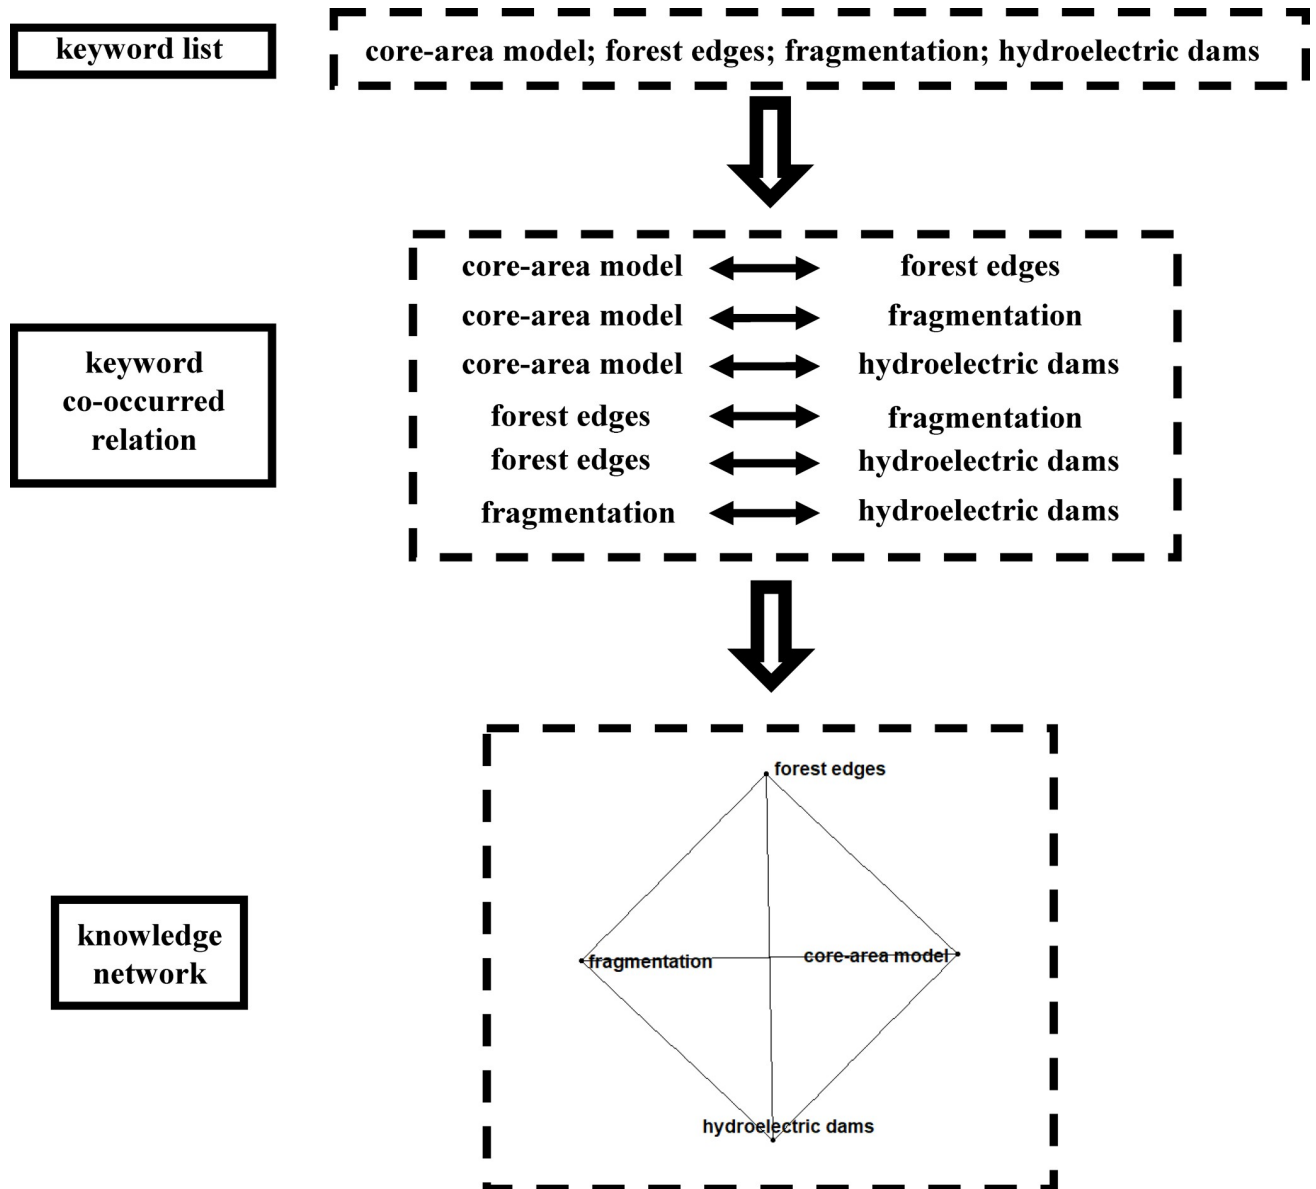 keyword list
core-area model; forest edges; fragmentation; hydroelectric dams
keyword
co-occurred
relation
core-area model forest edges
core-area model fragmentation
core-area model hydroelectric dams
forest edges fragmentation
forest edges hydroelectric dams
fragmentation hydroelectric dams
knowledge
network
forest edges
fragmentation
core-area model
hydroelectric dams